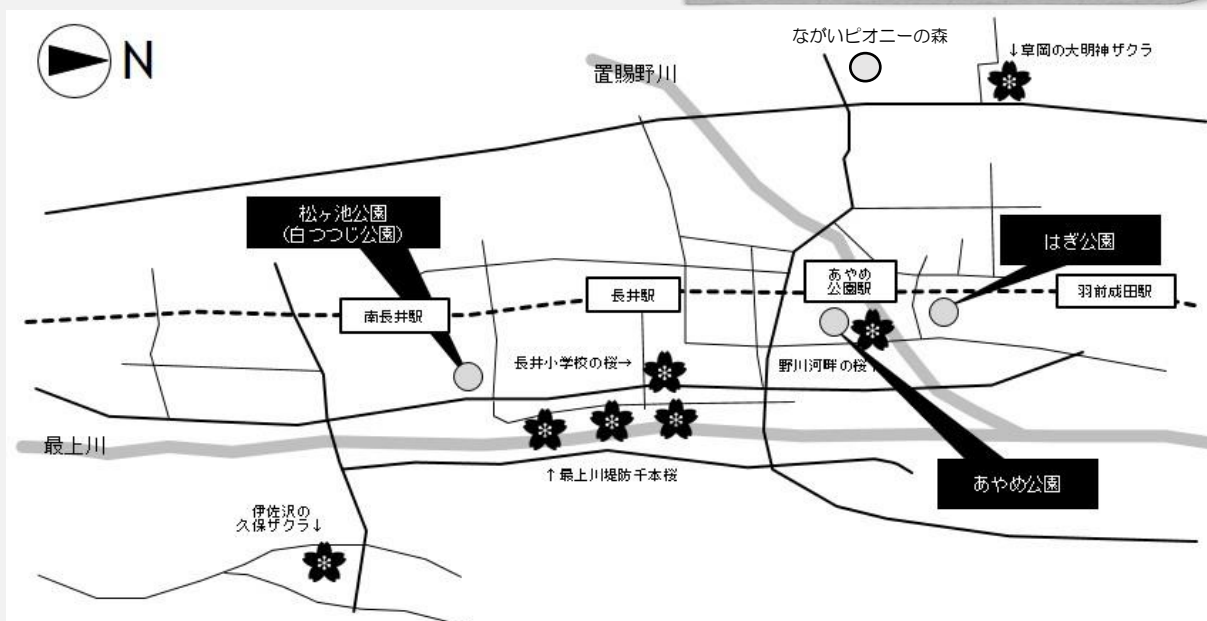 N
ながいピオニーの森
↓草岡の大明神ザクラ
置賜野川
松ヶ池公園
(白つつじ公園)
はぎ公園
あやめ
公園駅
長井駅
羽前成田駅
南長井駅
長井小学校の桜→
野川河畔の桜↑
最上川
↑最上川堤防千本桜
あやめ公園
伊佐沢の
久保ザクラ↓